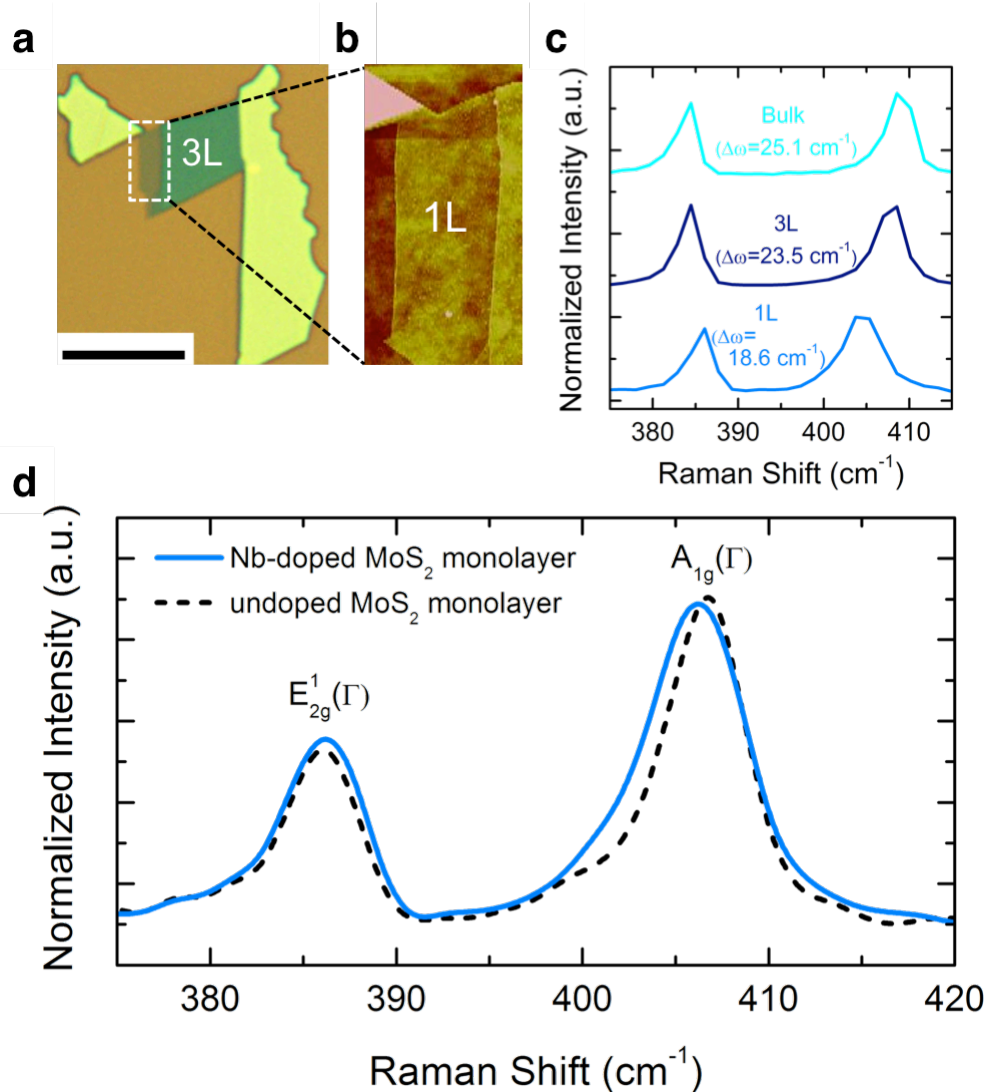 a
b
c
3L
1L
Normalized Intensity (a.u.)
Bulk
(Δω=25.1 cm⁻¹)
3L
(Δω=23.5 cm⁻¹)
1L
(Δω=
18.6 cm⁻¹)
380 390 400 410
Raman Shift (cm⁻¹)
d
Normalized Intensity (a.u.)
Nb-doped MoS₂ monolayer
undoped MoS₂ monolayer
E¹₂g(Γ)
A₁g(Γ)
380 390 400 410 420
Raman Shift (cm⁻¹)